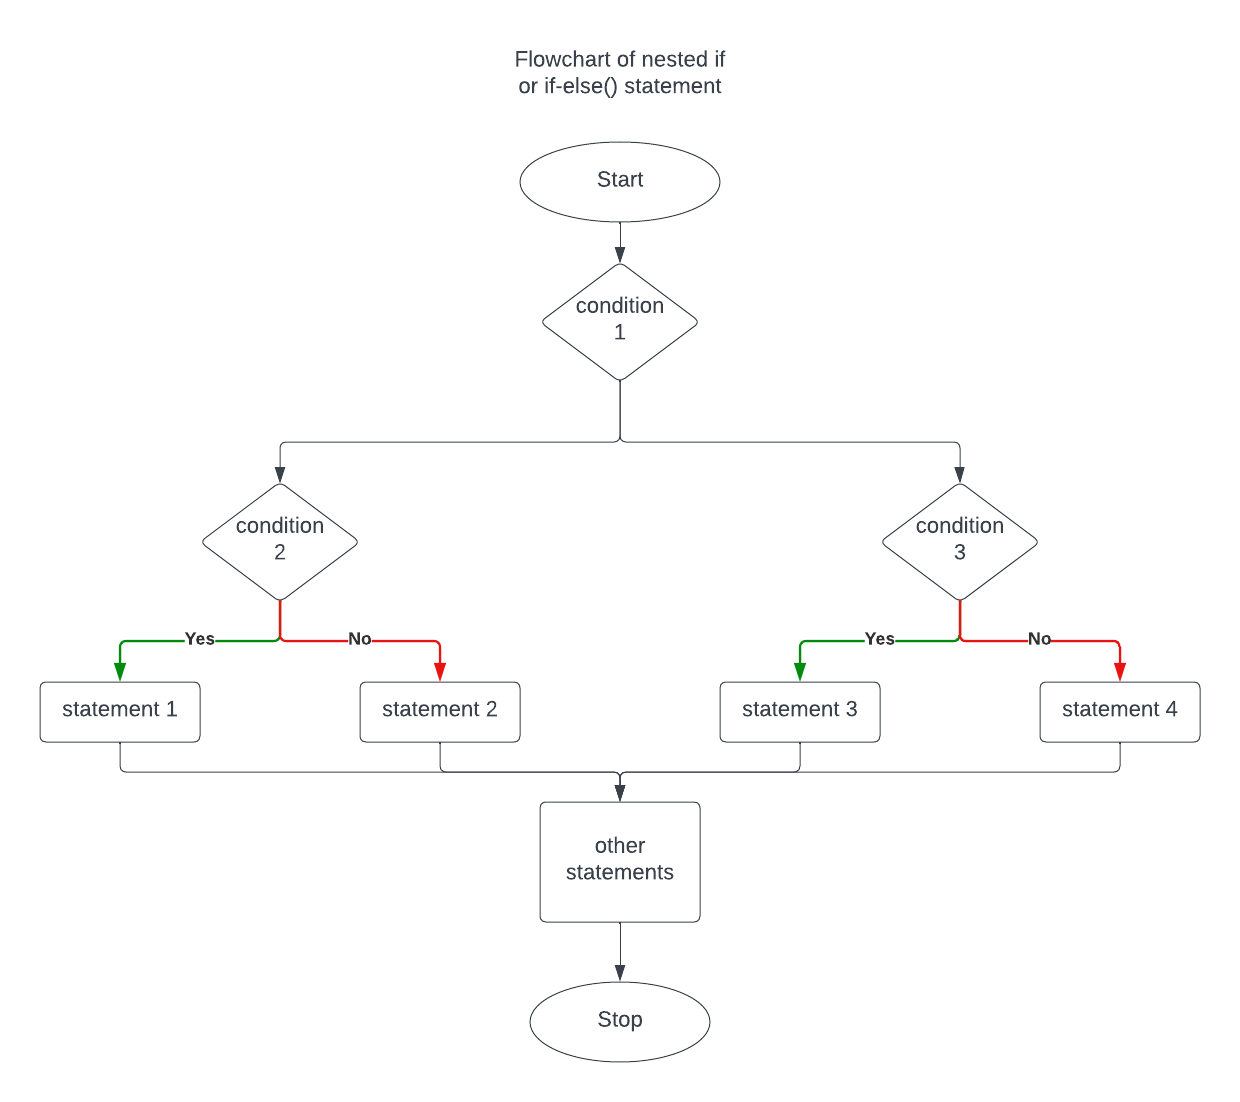 Flowchart of nested if
or if-else() statement
Start
condition
1
condition
2
condition
3
Yes
No
Yes
No
statement 1
statement 2
statement 3
statement 4
other
statements
Stop